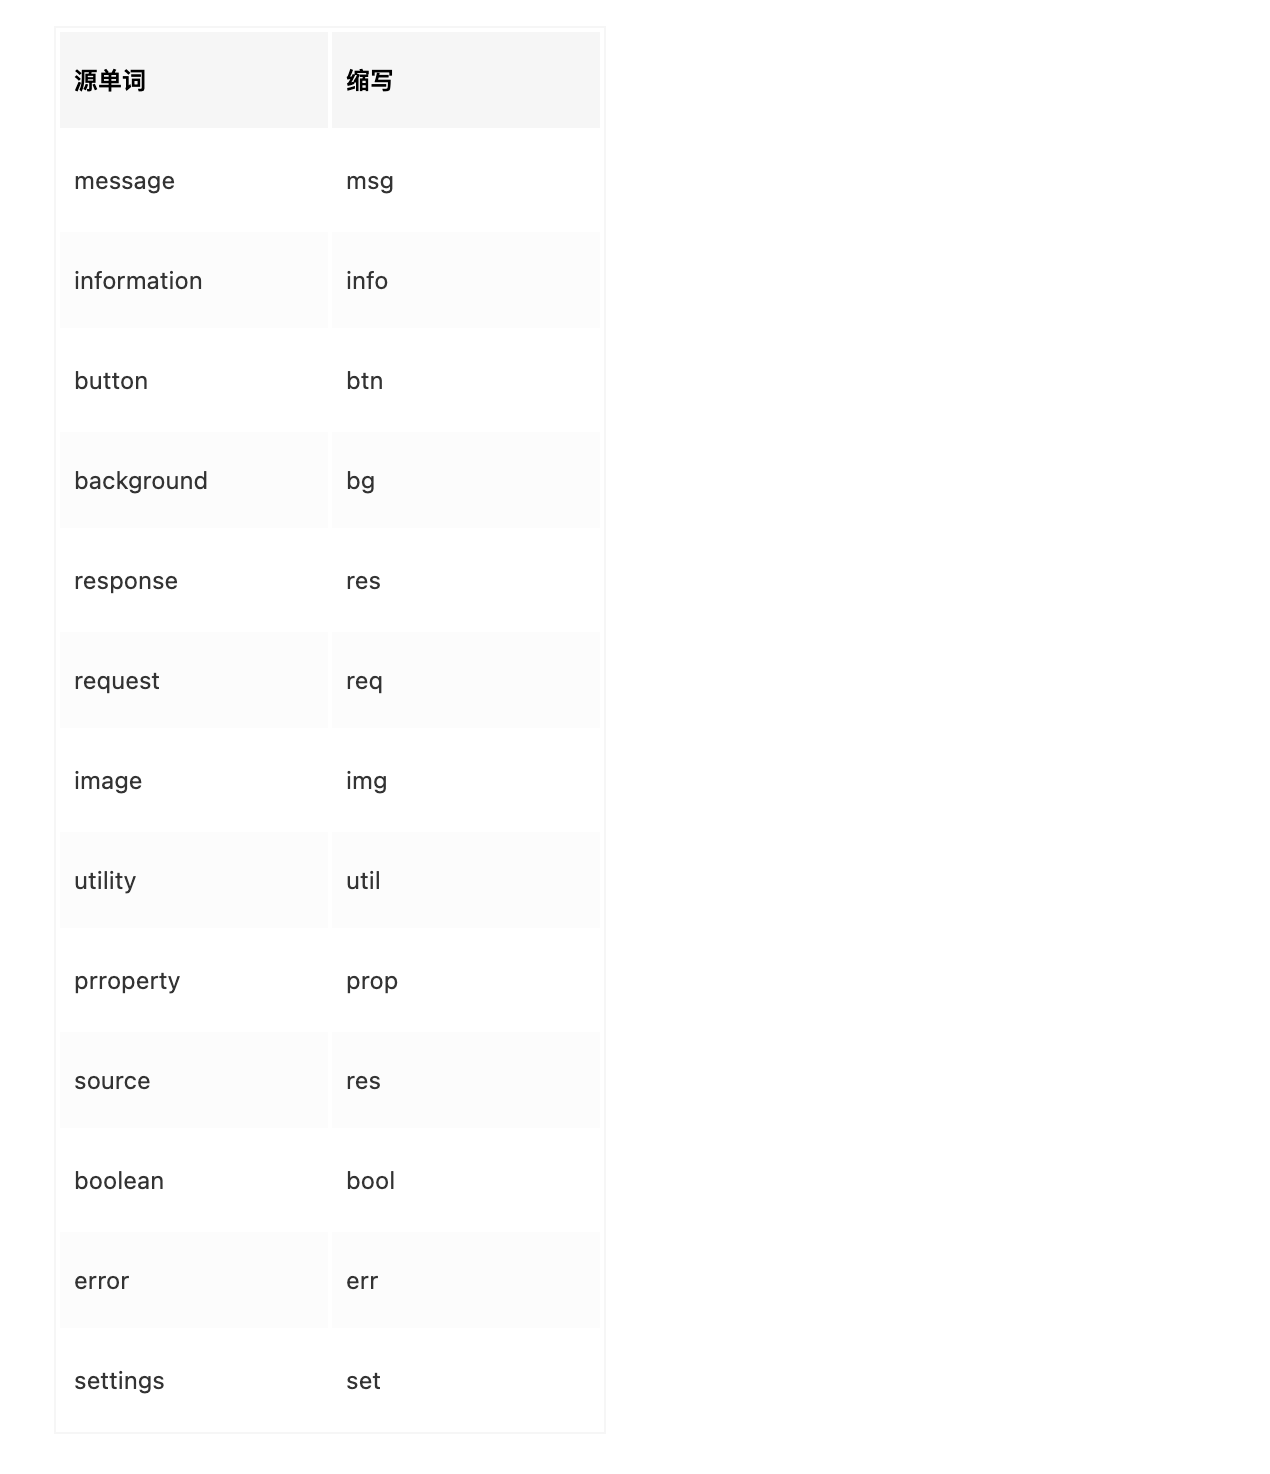 源单词 缩写
message msg
information info
button btn
background bg
response res
request req
image img
utility util
prroperty prop
source res
boolean bool
error err
settings set